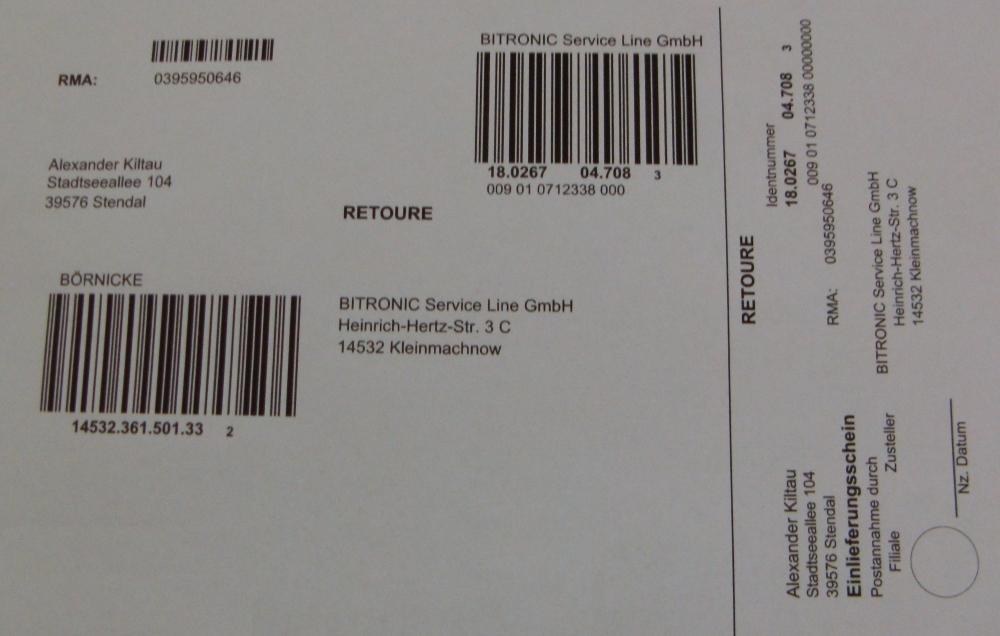 RMA:
0395950646
BITRONIC Service Line GmbH
18.0267 04.708 3
009 01 0712338 000
Alexander Kiltau
Stadtseeallee 104
39576 Stendal
RETOURE
BÖRNICKE
14532.361.501.33 2
BITRONIC Service Line GmbH
Heinrich-Hertz-Str. 3 C
14532 Kleinmachnow
RETOURE
Identnummer
18.0267 04.708 3
009 01 0712338 00000000
RMA: 0395950646
BITRONIC Service Line GmbH
Heinrich-Hertz-Str. 3 C
14532 Kleinmachnow
Alexander Kiltau
Stadtseeallee 104
39576 Stendal
Einlieferungsschein
Postannahme durch
Filiale Zusteller
Nz. Datum